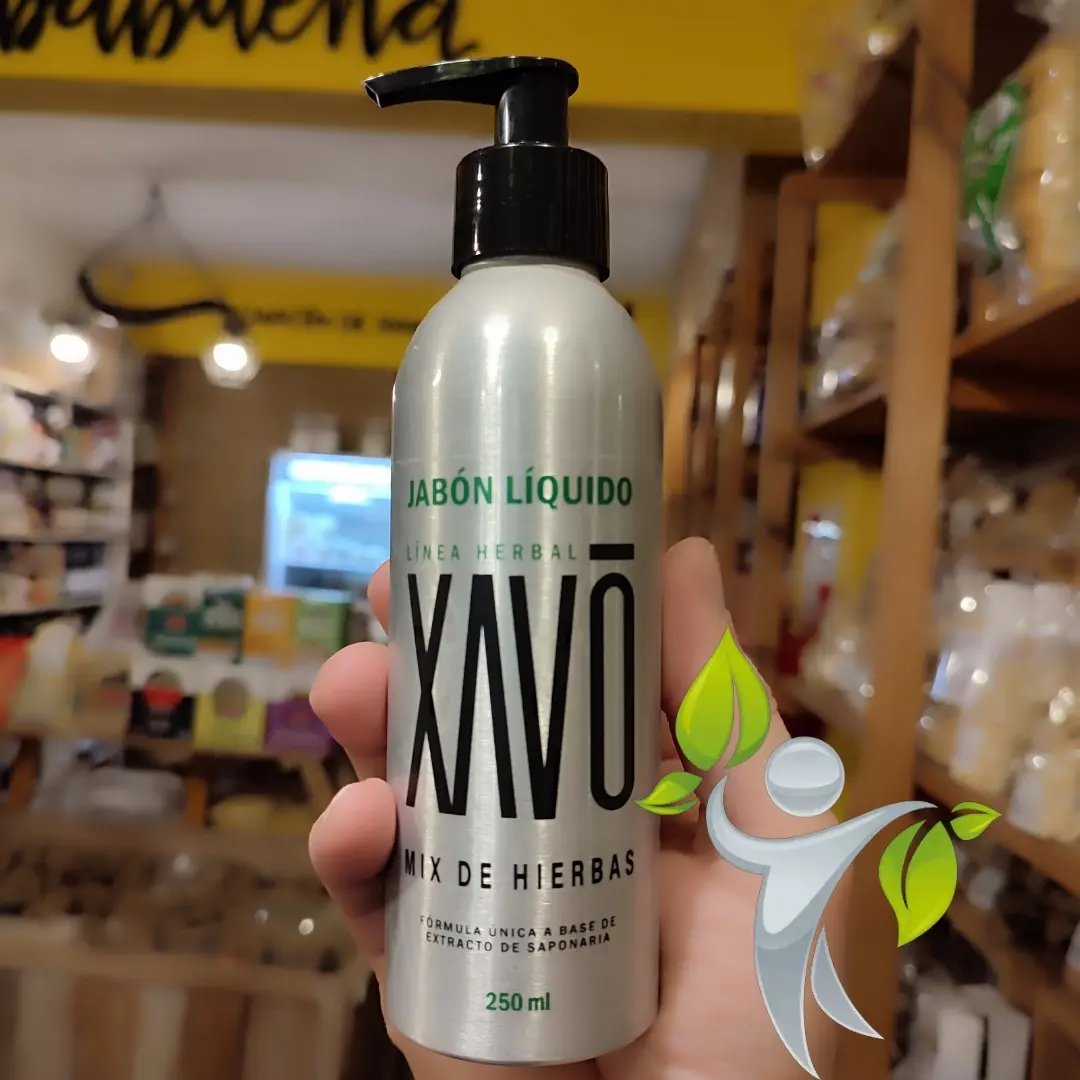 JABÓN LÍQUIDO
LÍNEA HERBAL
XAVŌ
MIX DE HIERBAS
FÓRMULA ÚNICA A BASE DE
EXTRACTO DE SAPONARIA
250 ml